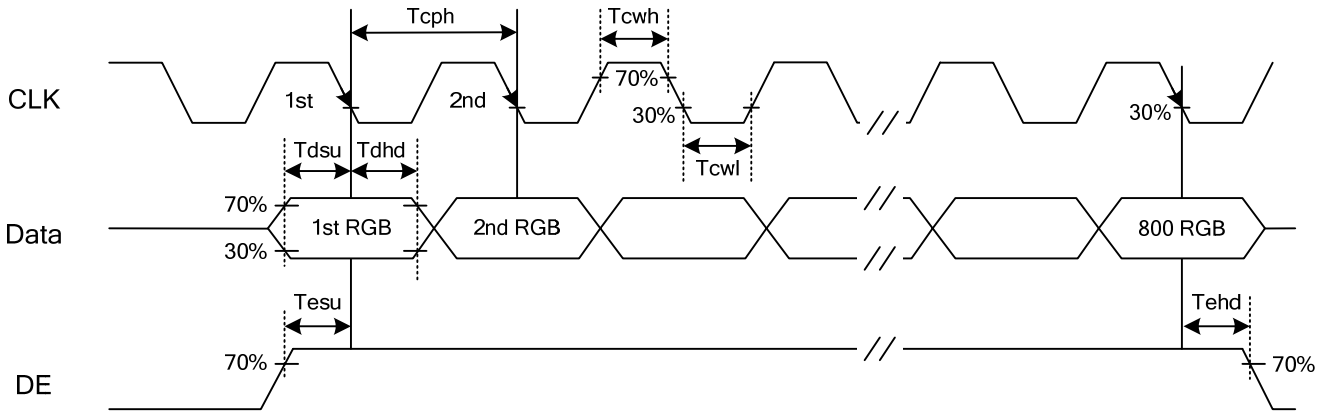 Tcph
Tcwh
CLK
1st
2nd
70%
30%
30%
Tcwl
Tdsu
Tdhd
70%
Data
1st RGB
2nd RGB
800 RGB
30%
Tesu
Tehd
70%
70%
DE